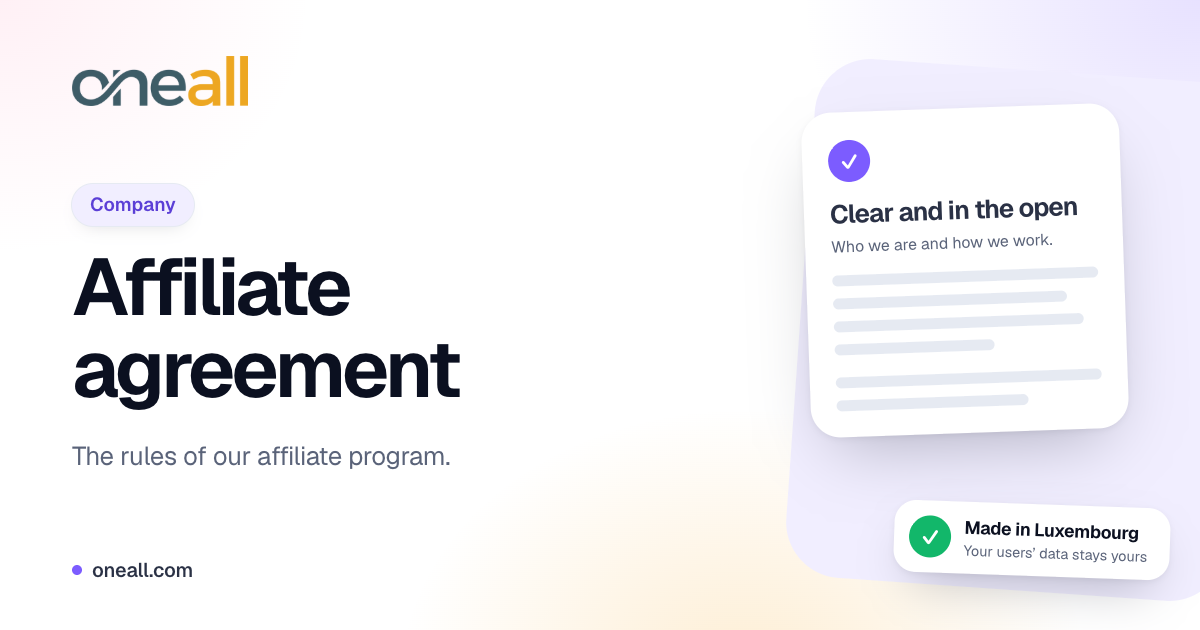 oneall
Company
Affiliate
agreement
The rules of our affiliate program.
oneall.com
Clear and in the open
Who we are and how we work.
Made in Luxembourg
Your users’ data stays yours